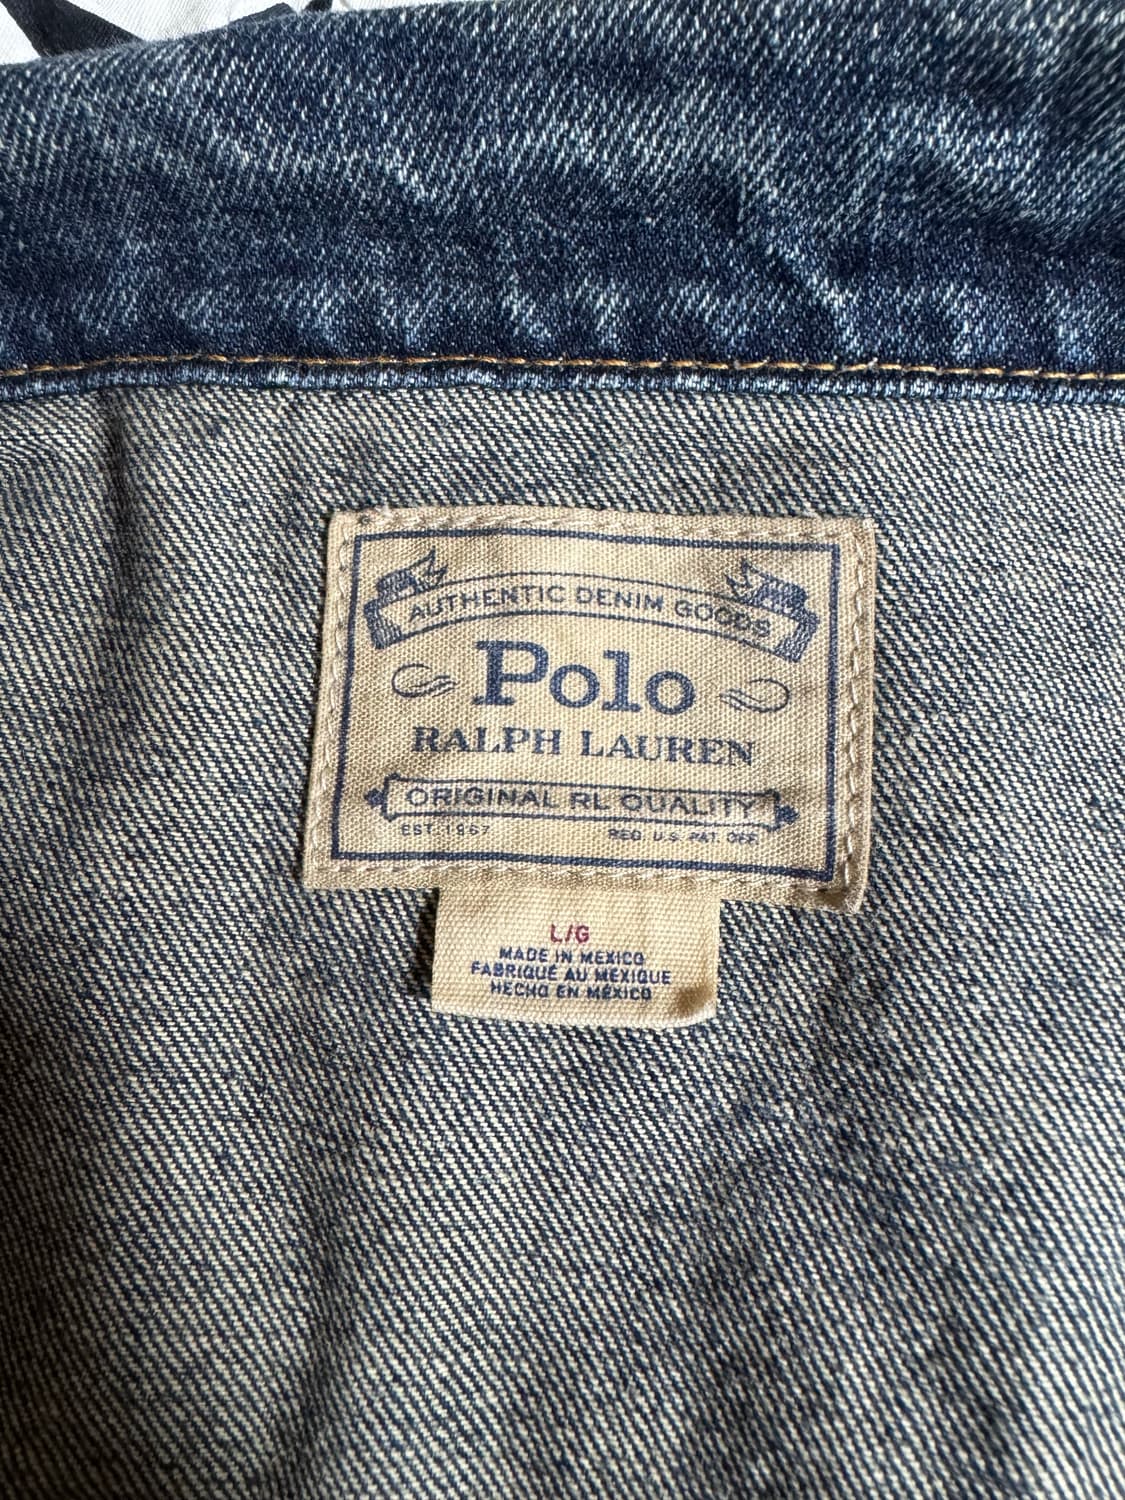 AUTHENTIC DENIM GOODS
Polo
RALPH LAUREN
ORIGINAL RL QUALITY
EST. 1967 REG. U.S. PAT. OFF.
L/G
MADE IN MEXICO
FABRIQUÉ AU MEXIQUE
HECHO EN MÉXICO